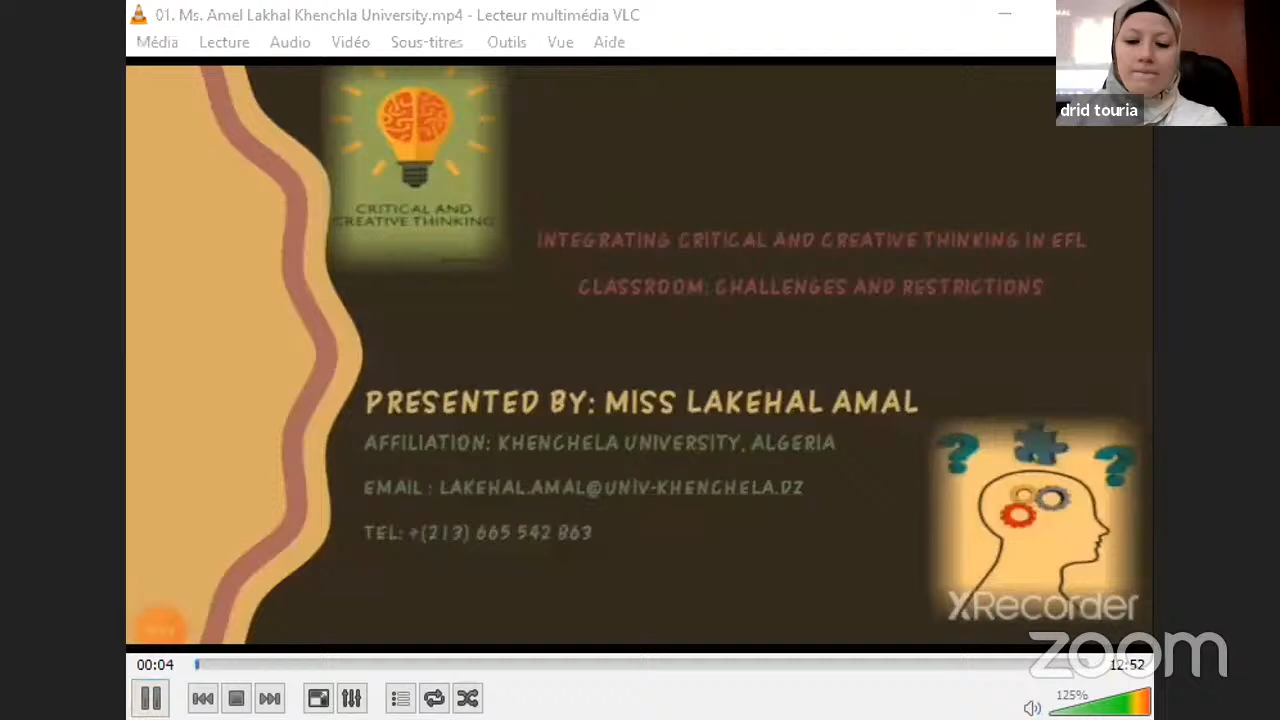 01. Ms. Amel Lakhal Khenchla University.mp4 - Lecteur multimédia VLC
Média Lecture Audio Vidéo Sous-titres Outils Vue Aide
drid touria
CRITICAL AND
CREATIVE THINKING
INTEGRATING CRITICAL AND CREATIVE THINKING IN EFL
CLASSROOM: CHALLENGES AND RESTRICTIONS
PRESENTED BY: MISS LAKEHAL AMAL
AFFILIATION: KHENCHELA UNIVERSITY, ALGERIA
EMAIL : LAKEHAL.AMAL@UNIV-KHENCHELA.DZ
TEL: +(213) 665 542 863
? ?
XRecorder
zoom
00:04 12:52
125%